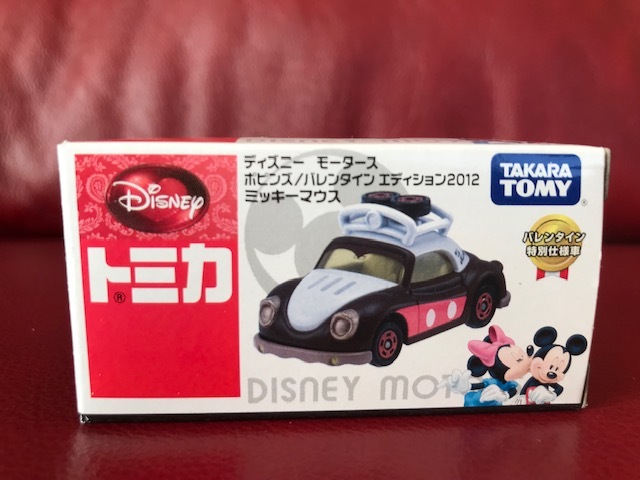 DISNEY
トミカ
®
ディズニー モータース
ポピンズ/バレンタイン エディション2012
ミッキーマウス
TAKARA
TOMY
®
バレンタイン
特別仕様車
DISNEY MOT